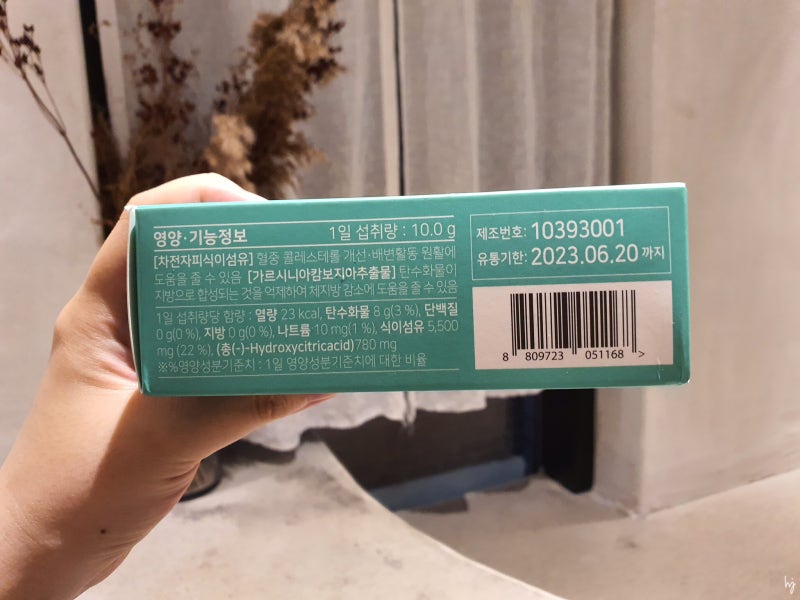 영양·기능정보 1일 섭취량 : 10.0 g
[차전자피식이섬유] 혈중 콜레스테롤 개선·배변활동 원활에
도움을 줄 수 있음 [가르시니아캄보지아추출물] 탄수화물이
지방으로 합성되는 것을 억제하여 체지방 감소에 도움을 줄 수 있음
1일 섭취량당 함량 : 열량 23 kcal, 탄수화물 8 g(3 %), 단백질
0 g(0 %), 지방 0 g(0 %), 나트륨 10 mg(1 %), 식이섬유 5,500
mg (22 %), (총(-)-Hydroxycitricacid)780 mg
※%영양성분기준치 : 1일 영양성분기준치에 대한 비율
제조번호: 10393001
유통기한: 2023.06.20 까지
8 809723 051168 >
hj